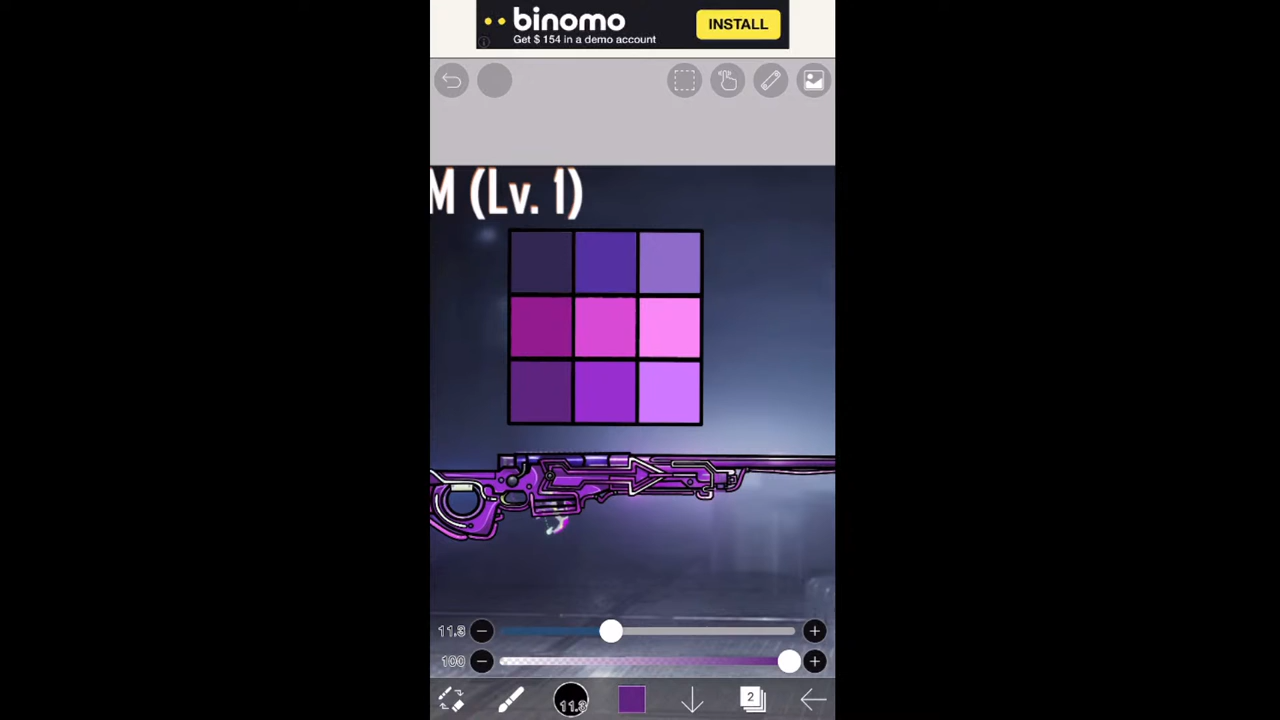 binomo
INSTALL
Get $ 154 in a demo account
M (Lv. 1)
11.3
100
11.3
2